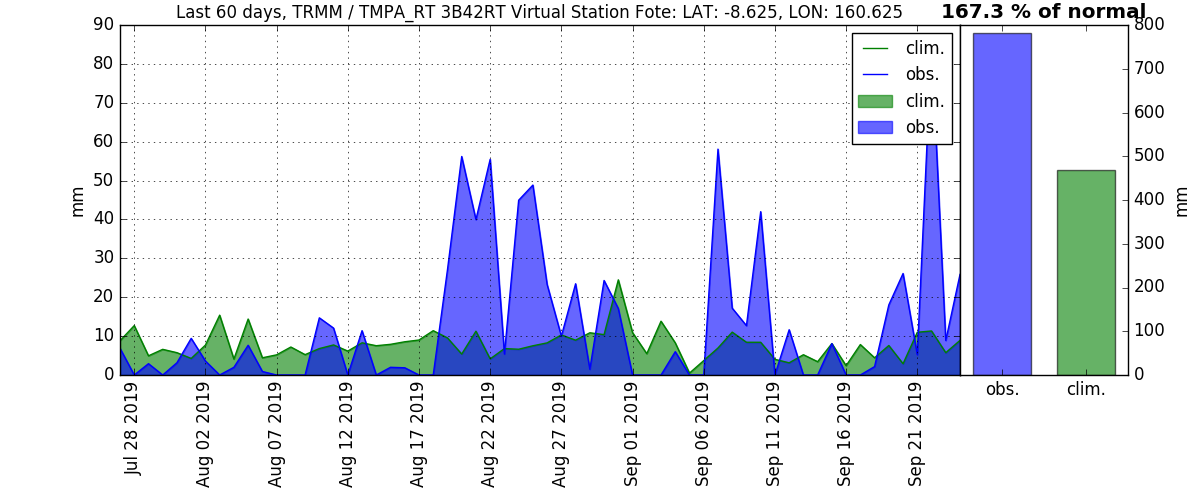 Last 60 days, TRMM / TMPA_RT 3B42RT Virtual Station Fote: LAT: -8.625, LON: 160.625
167.3 % of normal
90
80
70
60
50
40
30
20
10
0
mm
clim.
obs.
clim.
obs.
Jul 28 2019
Aug 02 2019
Aug 07 2019
Aug 12 2019
Aug 17 2019
Aug 22 2019
Aug 27 2019
Sep 01 2019
Sep 06 2019
Sep 11 2019
Sep 16 2019
Sep 21 2019
800
700
600
500
400
300
200
100
0
mm
obs.
clim.